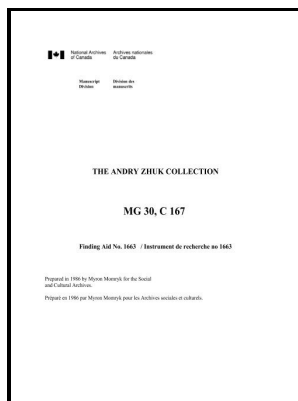 National Archives Archives nationales
of Canada du Canada
Manuscript Division des
Division manuscrits
THE ANDRY ZHUK COLLECTION
MG 30, C 167
Finding Aid No. 1663 / Instrument de recherche no 1663
Prepared in 1986 by Myron Momryk for the Social
and Cultural Archives.
Préparé en 1986 par Myron Momryk pour les Archives sociales et culturels.